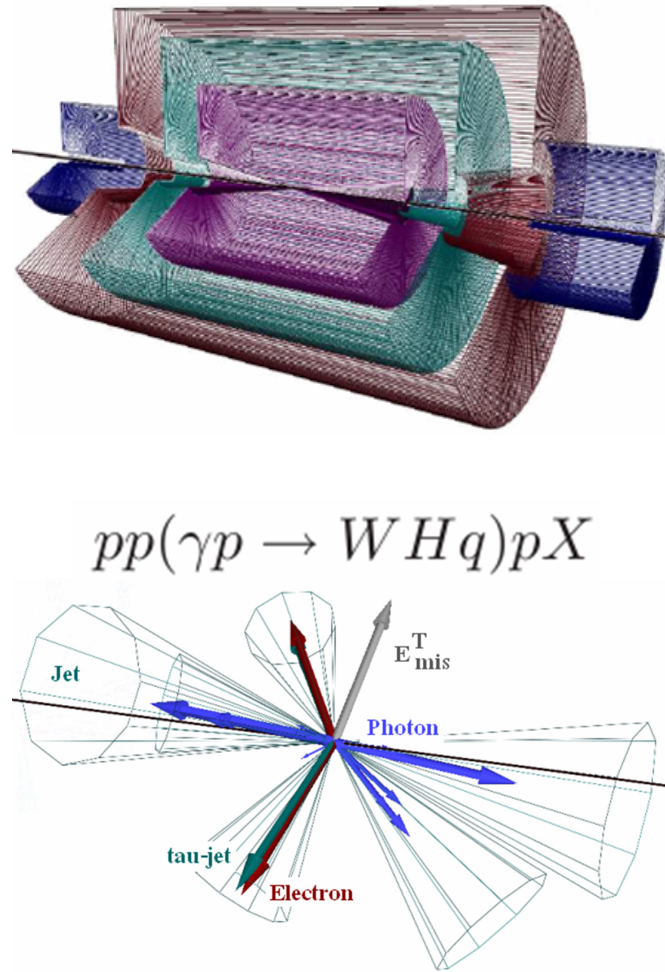 pp(γp → WHq)pX
E^T_mis
Jet
Photon
tau-jet
Electron